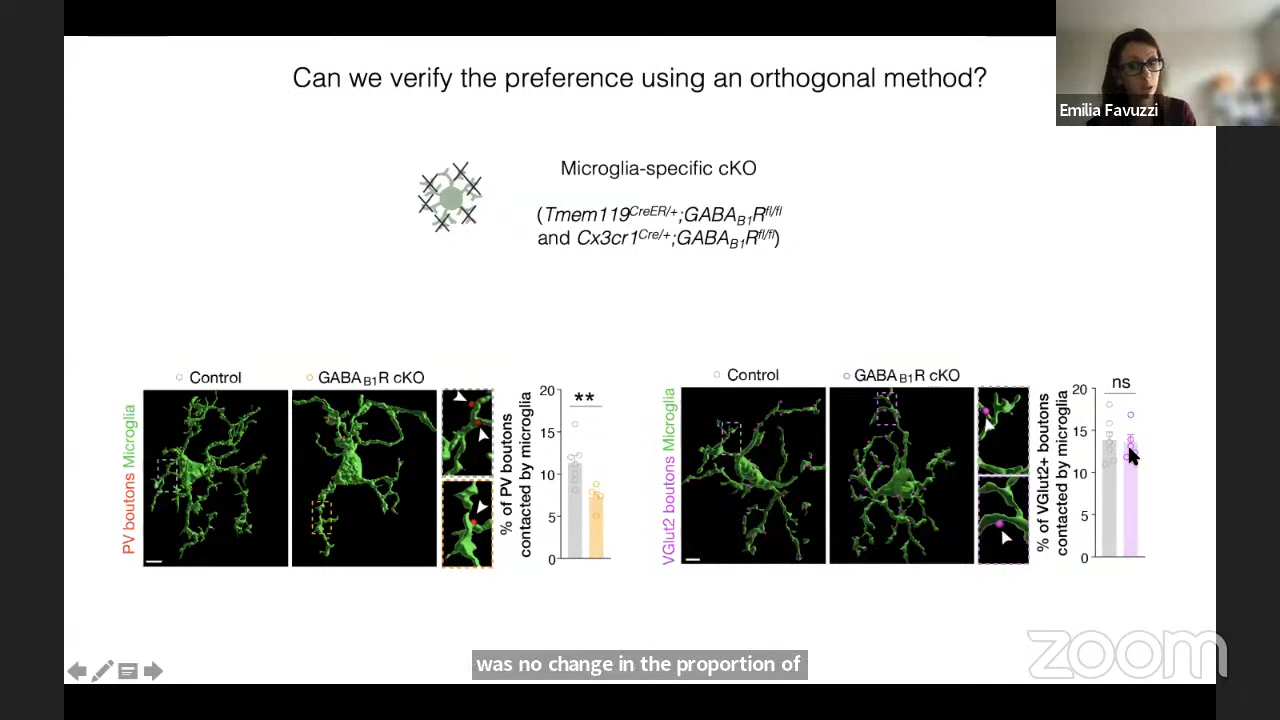 Can we verify the preference using an orthogonal method?
Emilia Favuzzi
Microglia-specific cKO
(Tmem119CreER/+;GABAB1Rfl/fl
and Cx3cr1Cre/+;GABAB1Rfl/fl)
Control
GABAB1R cKO
PV boutons Microglia
% of PV boutons
contacted by microglia
20
15
10
5
0
**
Control
GABAB1R cKO
VGlut2 boutons Microglia
% of VGlut2+ boutons
contacted by microglia
20
15
10
5
0
ns
was no change in the proportion of
zoom